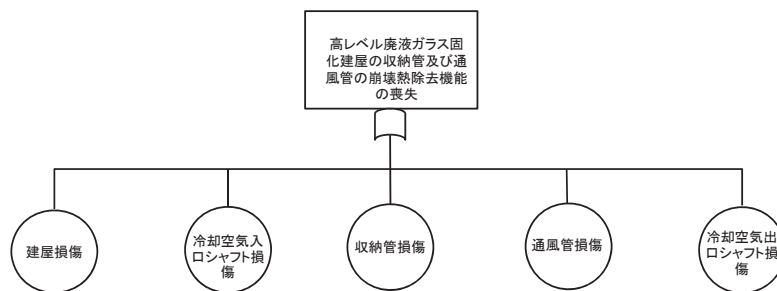 高レベル廃液ガラス固
化建屋の収納管及び通
風管の崩壊熱除去機能
の喪失
建屋損傷
冷却空気入
口シャフト損
傷
収納管損傷
通風管損傷
冷却空気出
口シャフト損
傷